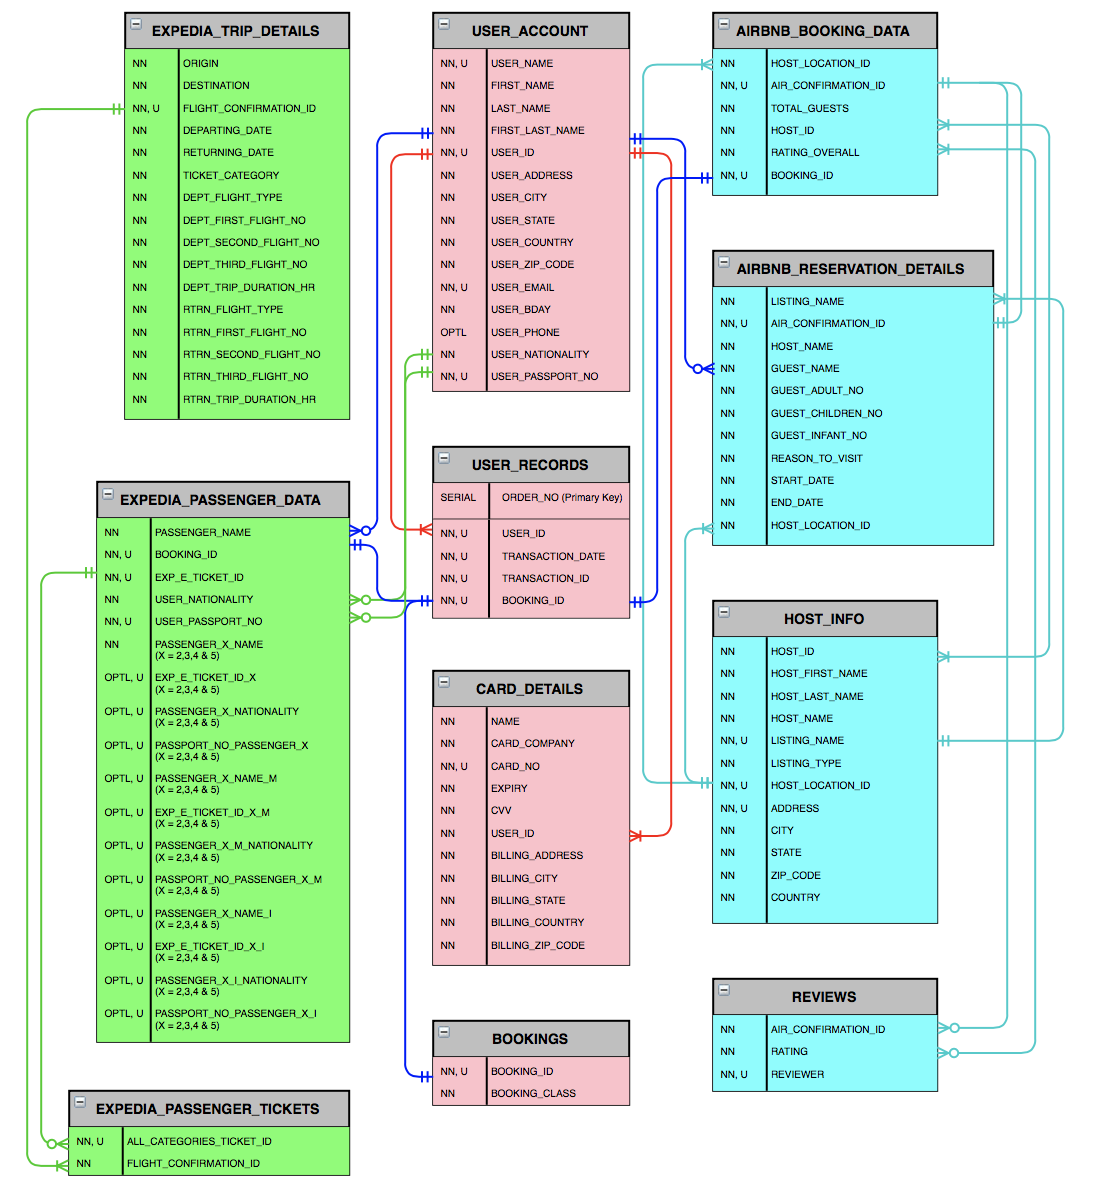 EXPEDIA_TRIP_DETAILS
NN ORIGIN
NN DESTINATION
NN, U FLIGHT_CONFIRMATION_ID
NN DEPARTING_DATE
NN RETURNING_DATE
NN TICKET_CATEGORY
NN DEPT_FLIGHT_TYPE
NN DEPT_FIRST_FLIGHT_NO
NN DEPT_SECOND_FLIGHT_NO
NN DEPT_THIRD_FLIGHT_NO
NN DEPT_TRIP_DURATION_HR
NN RTRN_FLIGHT_TYPE
NN RTRN_FIRST_FLIGHT_NO
NN RTRN_SECOND_FLIGHT_NO
NN RTRN_THIRD_FLIGHT_NO
NN RTRN_TRIP_DURATION_HR
EXPEDIA_PASSENGER_DATA
NN PASSENGER_NAME
NN, U BOOKING_ID
NN, U EXP_E_TICKET_ID
NN USER_NATIONALITY
NN, U USER_PASSPORT_NO
NN PASSENGER_X_NAME
(X = 2,3,4 & 5)
OPTL, U EXP_E_TICKET_ID_X
(X = 2,3,4 & 5)
OPTL, U PASSENGER_X_NATIONALITY
(X = 2,3,4 & 5)
OPTL, U PASSPORT_NO_PASSENGER_X
(X = 2,3,4 & 5)
OPTL, U PASSENGER_X_NAME_M
(X = 2,3,4 & 5)
OPTL, U EXP_E_TICKET_ID_X_M
(X = 2,3,4 & 5)
OPTL, U PASSENGER_X_M_NATIONALITY
(X = 2,3,4 & 5)
OPTL, U PASSPORT_NO_PASSENGER_X_M
(X = 2,3,4 & 5)
OPTL, U PASSENGER_X_NAME_I
(X = 2,3,4 & 5)
OPTL, U EXP_E_TICKET_ID_X_I
(X = 2,3,4 & 5)
OPTL, U PASSENGER_X_I_NATIONALITY
(X = 2,3,4 & 5)
OPTL, U PASSPORT_NO_PASSENGER_X_I
(X = 2,3,4 & 5)
EXPEDIA_PASSENGER_TICKETS
NN, U ALL_CATEGORIES_TICKET_ID
NN FLIGHT_CONFIRMATION_ID
USER_ACCOUNT
NN, U USER_NAME
NN FIRST_NAME
NN LAST_NAME
NN FIRST_LAST_NAME
NN, U USER_ID
NN USER_ADDRESS
NN USER_CITY
NN USER_STATE
NN USER_COUNTRY
NN USER_ZIP_CODE
NN, U USER_EMAIL
NN USER_BDAY
OPTL USER_PHONE
NN USER_NATIONALITY
NN, U USER_PASSPORT_NO
USER_RECORDS
SERIAL ORDER_NO (Primary Key)
NN, U USER_ID
NN, U TRANSACTION_DATE
NN, U TRANSACTION_ID
NN, U BOOKING_ID
CARD_DETAILS
NN NAME
NN CARD_COMPANY
NN, U CARD_NO
NN EXPIRY
NN CVV
NN USER_ID
NN BILLING_ADDRESS
NN BILLING_CITY
NN BILLING_STATE
NN BILLING_COUNTRY
NN BILLING_ZIP_CODE
BOOKINGS
NN, U BOOKING_ID
NN BOOKING_CLASS
AIRBNB_BOOKING_DATA
NN HOST_LOCATION_ID
NN, U AIR_CONFIRMATION_ID
NN TOTAL_GUESTS
NN HOST_ID
NN RATING_OVERALL
NN, U BOOKING_ID
AIRBNB_RESERVATION_DETAILS
NN LISTING_NAME
NN, U AIR_CONFIRMATION_ID
NN HOST_NAME
NN GUEST_NAME
NN GUEST_ADULT_NO
NN GUEST_CHILDREN_NO
NN GUEST_INFANT_NO
NN REASON_TO_VISIT
NN START_DATE
NN END_DATE
NN HOST_LOCATION_ID
HOST_INFO
NN HOST_ID
NN HOST_FIRST_NAME
NN HOST_LAST_NAME
NN HOST_NAME
NN, U LISTING_NAME
NN LISTING_TYPE
NN, U HOST_LOCATION_ID
NN, U ADDRESS
NN CITY
NN STATE
NN ZIP_CODE
NN COUNTRY
REVIEWS
NN AIR_CONFIRMATION_ID
NN RATING
NN, U REVIEWER